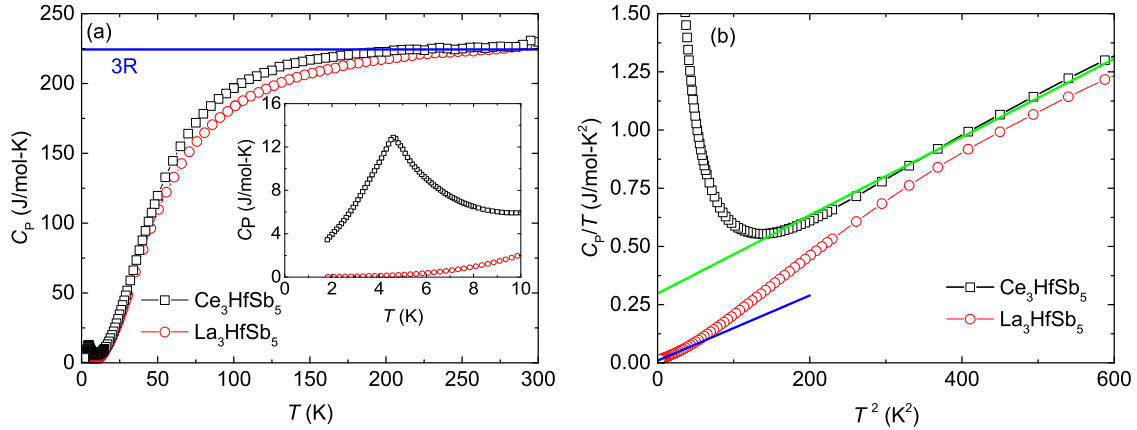 (a)
3R
C_P (J/mol-K)
250
200
150
100
50
0
0 50 100 150 200 250 300
T (K)
Ce₃HfSb₅
La₃HfSb₅
CP (J/mol-K)
16
12
8
4
0
0 2 4 6 8 10
T (K)
(b)
C_P/T (J/mol-K²)
1.50
1.25
1.00
0.75
0.50
0.25
0.00
0 200 400 600
T² (K²)
Ce₃HfSb₅
La₃HfSb₅